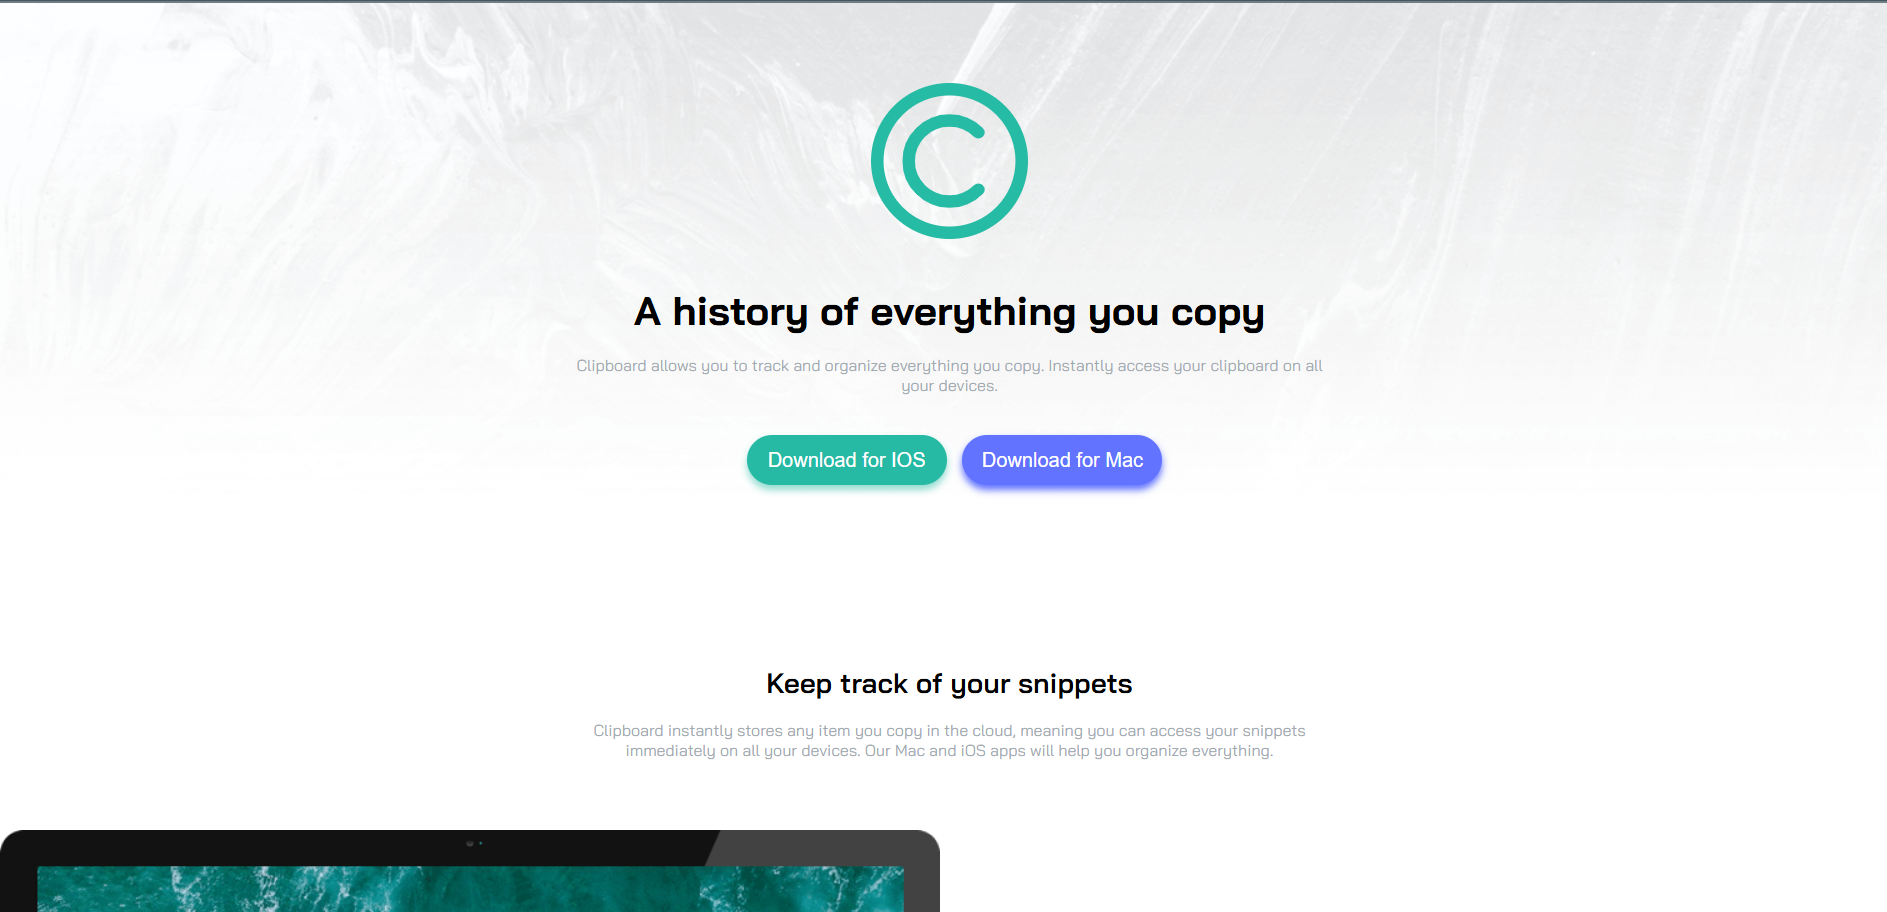 A history of everything you copy
Clipboard allows you to track and organize everything you copy. Instantly access your clipboard on all
your devices.
Download for IOS
Download for Mac
Keep track of your snippets
Clipboard instantly stores any item you copy in the cloud, meaning you can access your snippets
immediately on all your devices. Our Mac and iOS apps will help you organize everything.